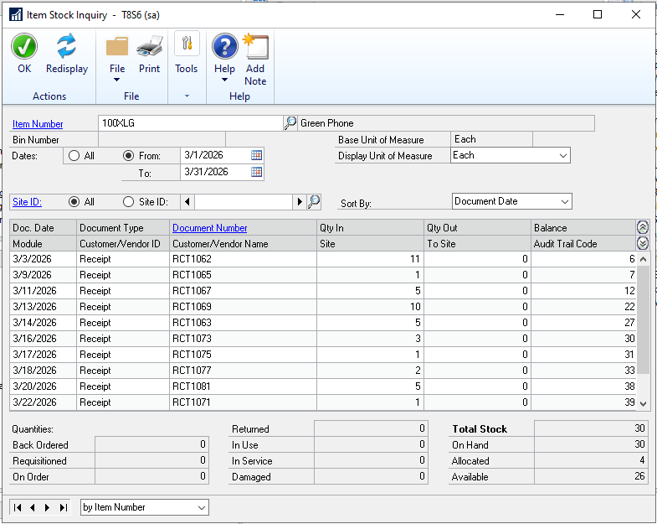 Item Stock Inquiry - T8S6 (sa)
OK Redisplay File Print Tools Help Add Note
Actions File Help
Item Number 100XLG Green Phone
Bin Number Base Unit of Measure Each
Dates: All From: 3/1/2026 Display Unit of Measure Each
To: 3/31/2026
Site ID: All Site ID: Sort By: Document Date
Doc. Date Document Type Document Number Qty In Qty Out Balance
Module Customer/Vendor ID Customer/Vendor Name Site To Site Audit Trail Code
3/3/2026 Receipt RCT1062 11 0 6
3/9/2026 Receipt RCT1065 1 0 7
3/11/2026 Receipt RCT1067 5 0 12
3/13/2026 Receipt RCT1069 10 0 22
3/14/2026 Receipt RCT1063 5 0 27
3/16/2026 Receipt RCT1073 3 0 30
3/17/2026 Receipt RCT1075 1 0 31
3/18/2026 Receipt RCT1077 2 0 33
3/20/2026 Receipt RCT1081 5 0 38
3/22/2026 Receipt RCT1071 1 0 39
Quantities: Returned 0 Total Stock 30
Back Ordered 0 In Use 0 On Hand 30
Requisitioned 0 In Service 0 Allocated 4
On Order 0 Damaged 0 Available 26
by Item Number